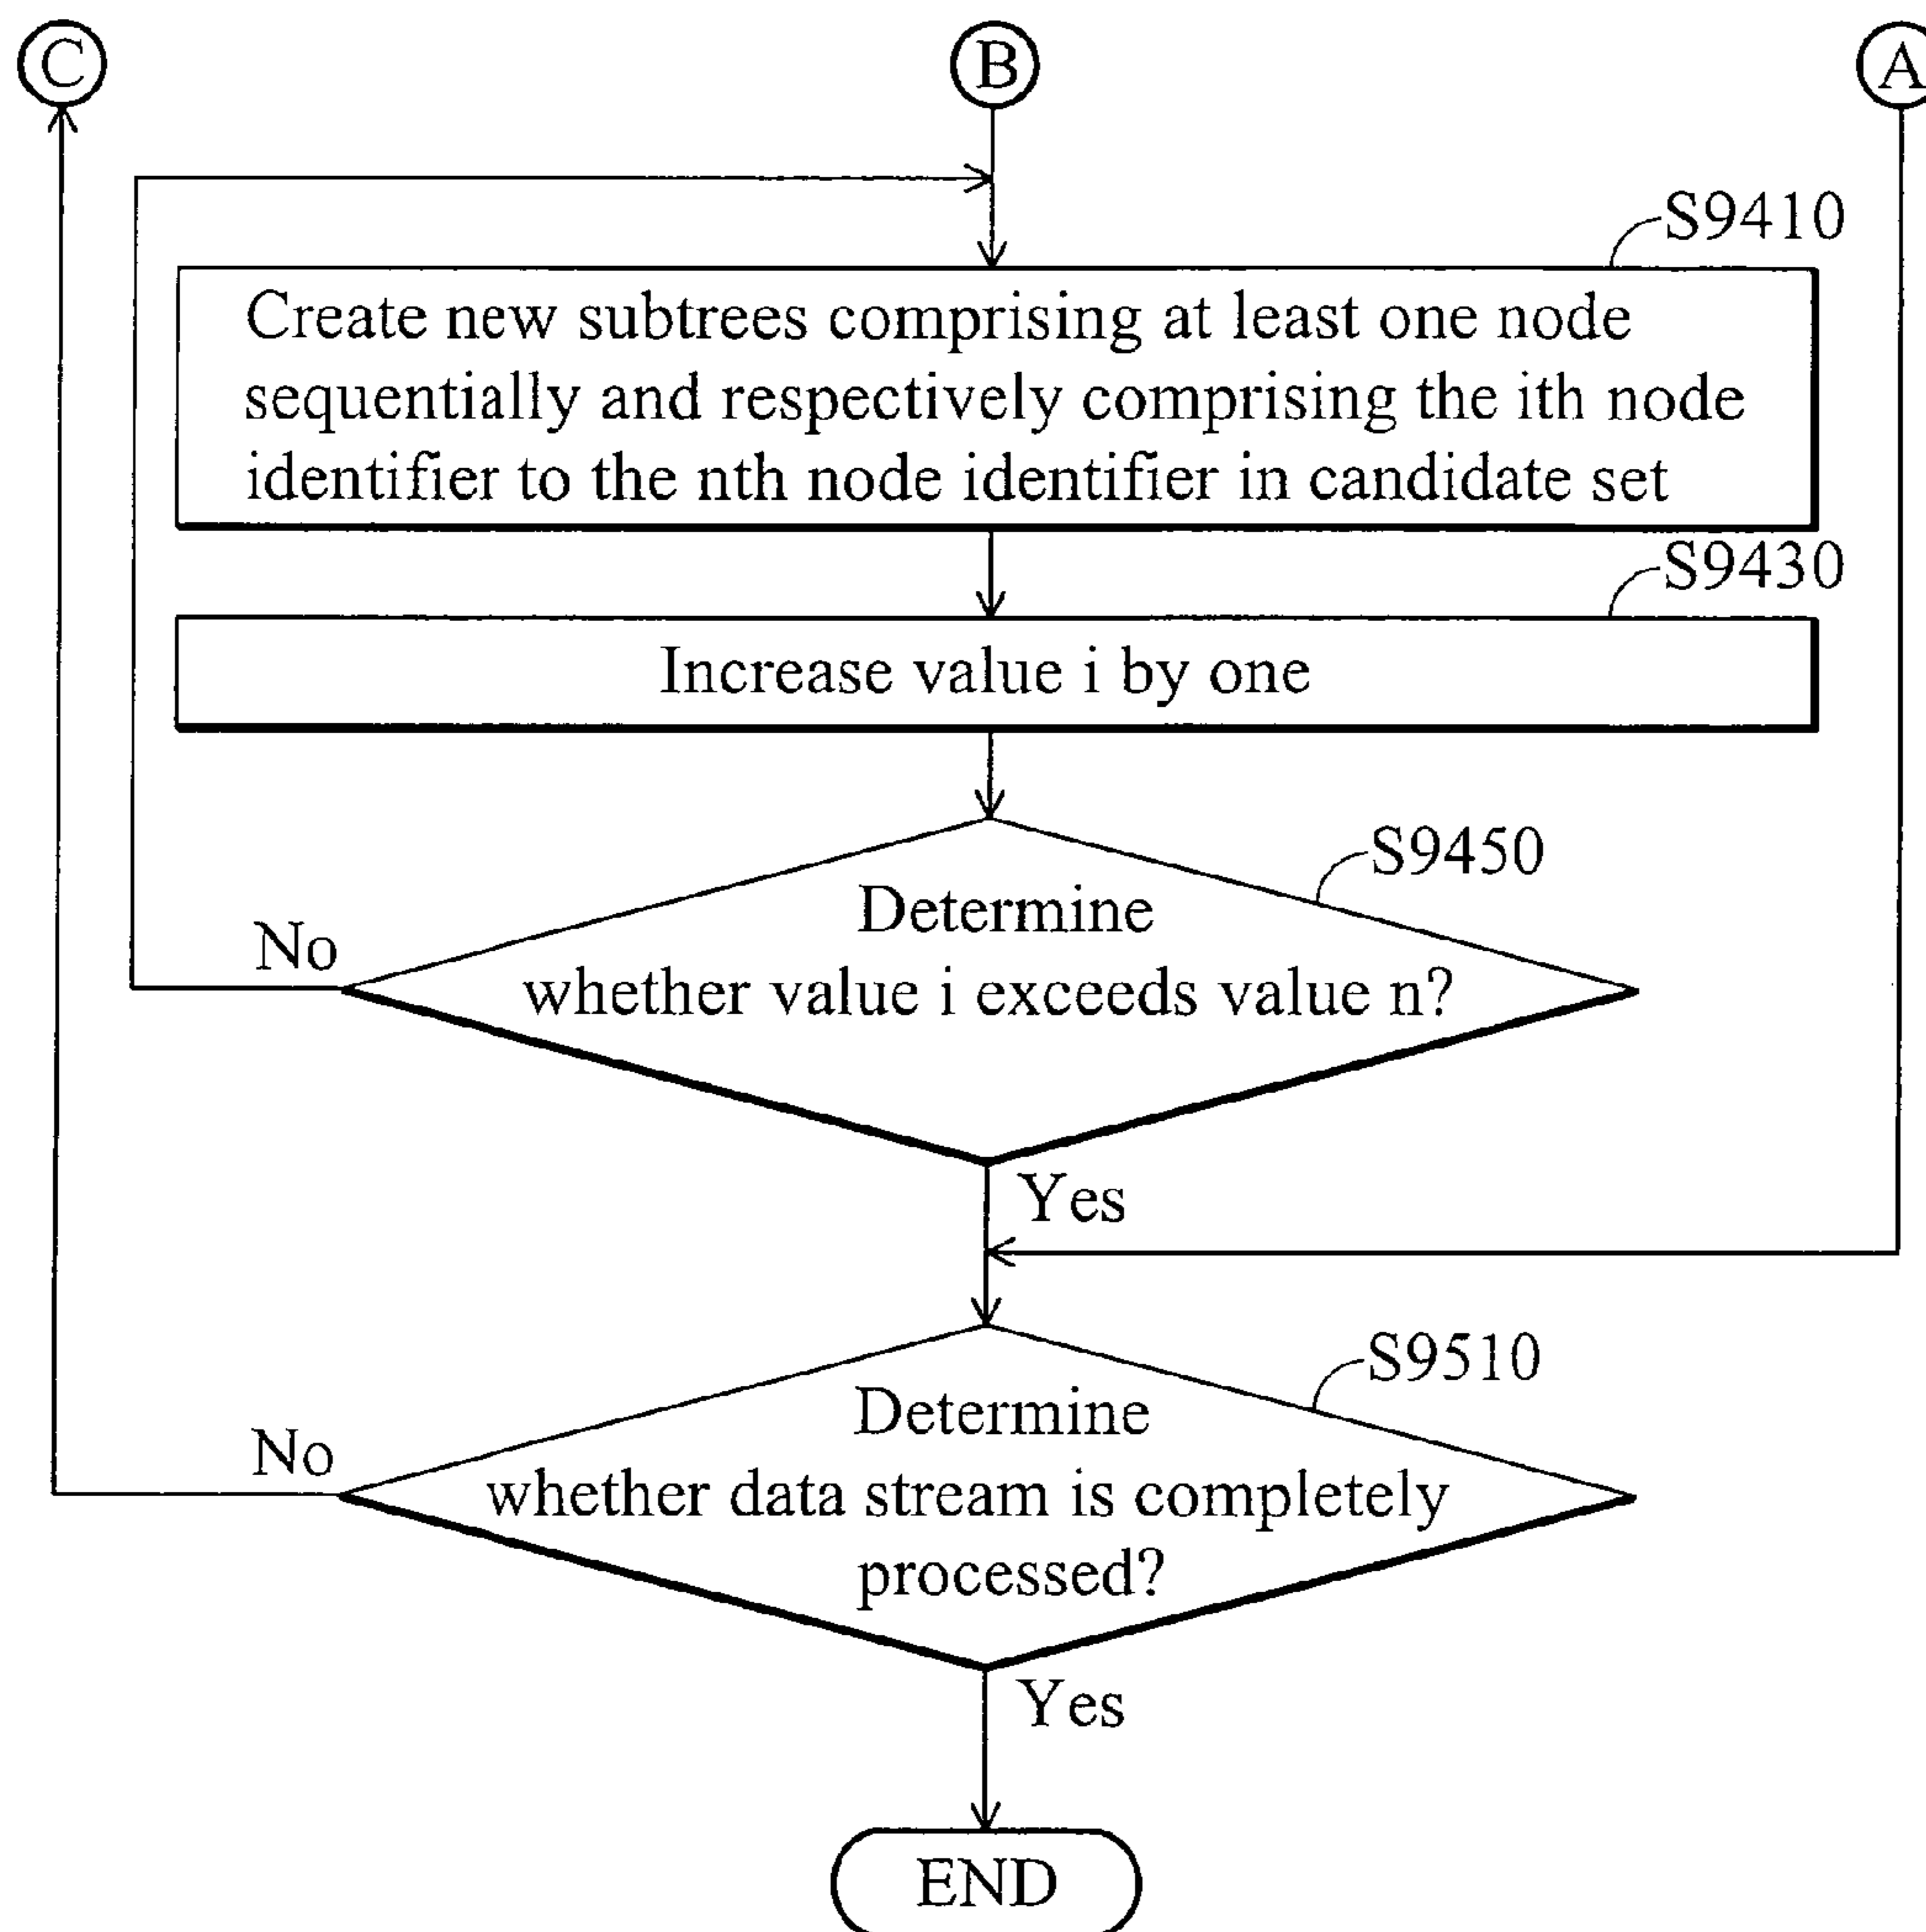 C
B
A
S9410
Create new subtrees comprising at least one node
sequentially and respectively comprising the ith node
identifier to the nth node identifier in candidate set
S9430
Increase value i by one
S9450
Determine
whether value i exceeds value n?
No
Yes
S9510
Determine
whether data stream is completely
processed?
No
Yes
END